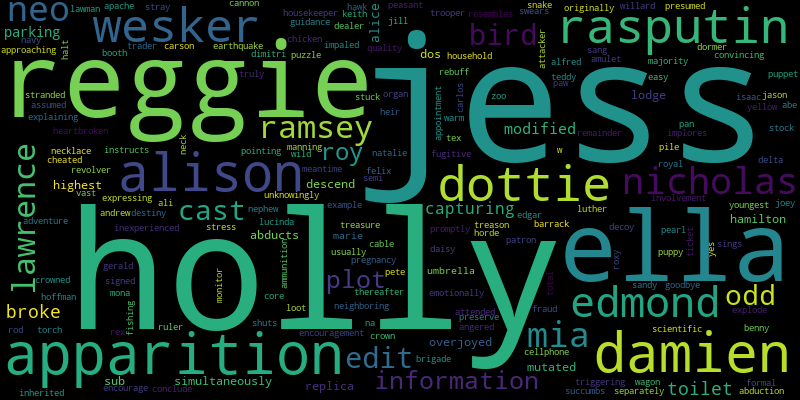 neo
lawman
apache
stray
wesker
cannon
housekeeper
guidance
parking
navy
approaching
booth
trader
carson
earthquake
halt
dealer
keith
hawk
peasant
alice
jill
trooper
resembles
swears
bird
snake
attacker
originally
willard
presumed
rasputin
reggie
jess
chicken
impaled
quality
dimitri
puzzle
truly
dos
household
rebuff
majority
sang
dormer
amulet
convincing
alfred
teddy
easy
puppet
paw
lodge
isaac
jason
yellow
abe
zoo
stranded
assumed
explaining
heartbroken
revolver
stuck
organ
heir
appointment
warm
carlos
tex
fugitive
w
modified
remainder
implores
pan
pile
stock
royal
delta
lawrence
necklace
cheated
instructs
neck
pointing
ramsey
manning
wild
roy
natalie
meantime
felix
semi
descend
unknowingly
alison
highest
vast
expressing
ali
andrew
destiny
adventure
inexperienced
cast
nephew
stress
abducts
lucinda
example
treasure
marie
dottie
nicholas
capturing
edgar
luther
treason
horde
barrack
decoy
involvement
youngest
joey
hamilton
pearl
ticket
yes
sings
puppy
roxy
promptly
patron
daisy
usually
cable
pregnancy
holly
ella
crowned
gerald
signed
hoffman
mona
fishing
monitor
ammunition
core
loot
plot
pete
thereafter
neighboring
umbrella
emotionally
attended
angered
preserve
fraud
total
sandy
goodbye
explode
edmond
odd
broke
rod
torch
rex
ruler
shuts
encouragement
na
crown
brigade
overjoyed
cellphone
mutated
mia
scientific
benny
damien
apparition
edit
information
sub
simultaneously
replica
inherited
encourage
conclude
triggering
succumbs
separately
wagon
toilet
formal
abduction